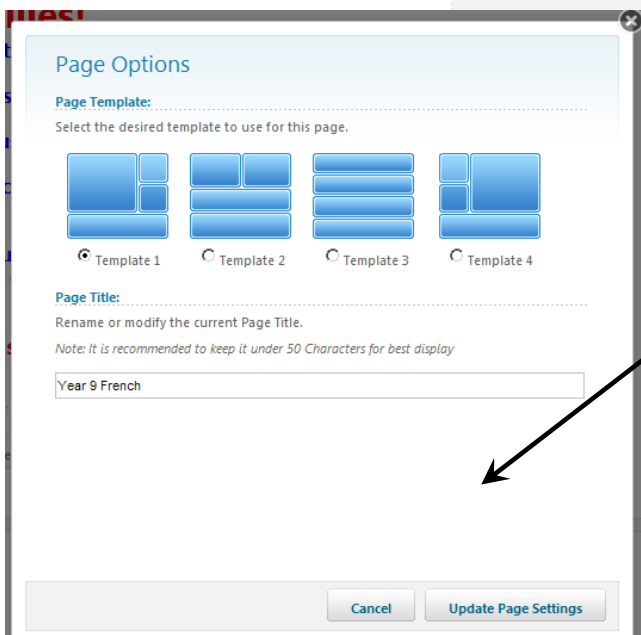 Page Options
Page Template:
Select the desired template to use for this page.
Template 1 Template 2 Template 3 Template 4
Page Title:
Rename or modify the current Page Title.
Note: It is recommended to keep it under 50 Characters for best display
Year 9 French
Cancel Update Page Settings